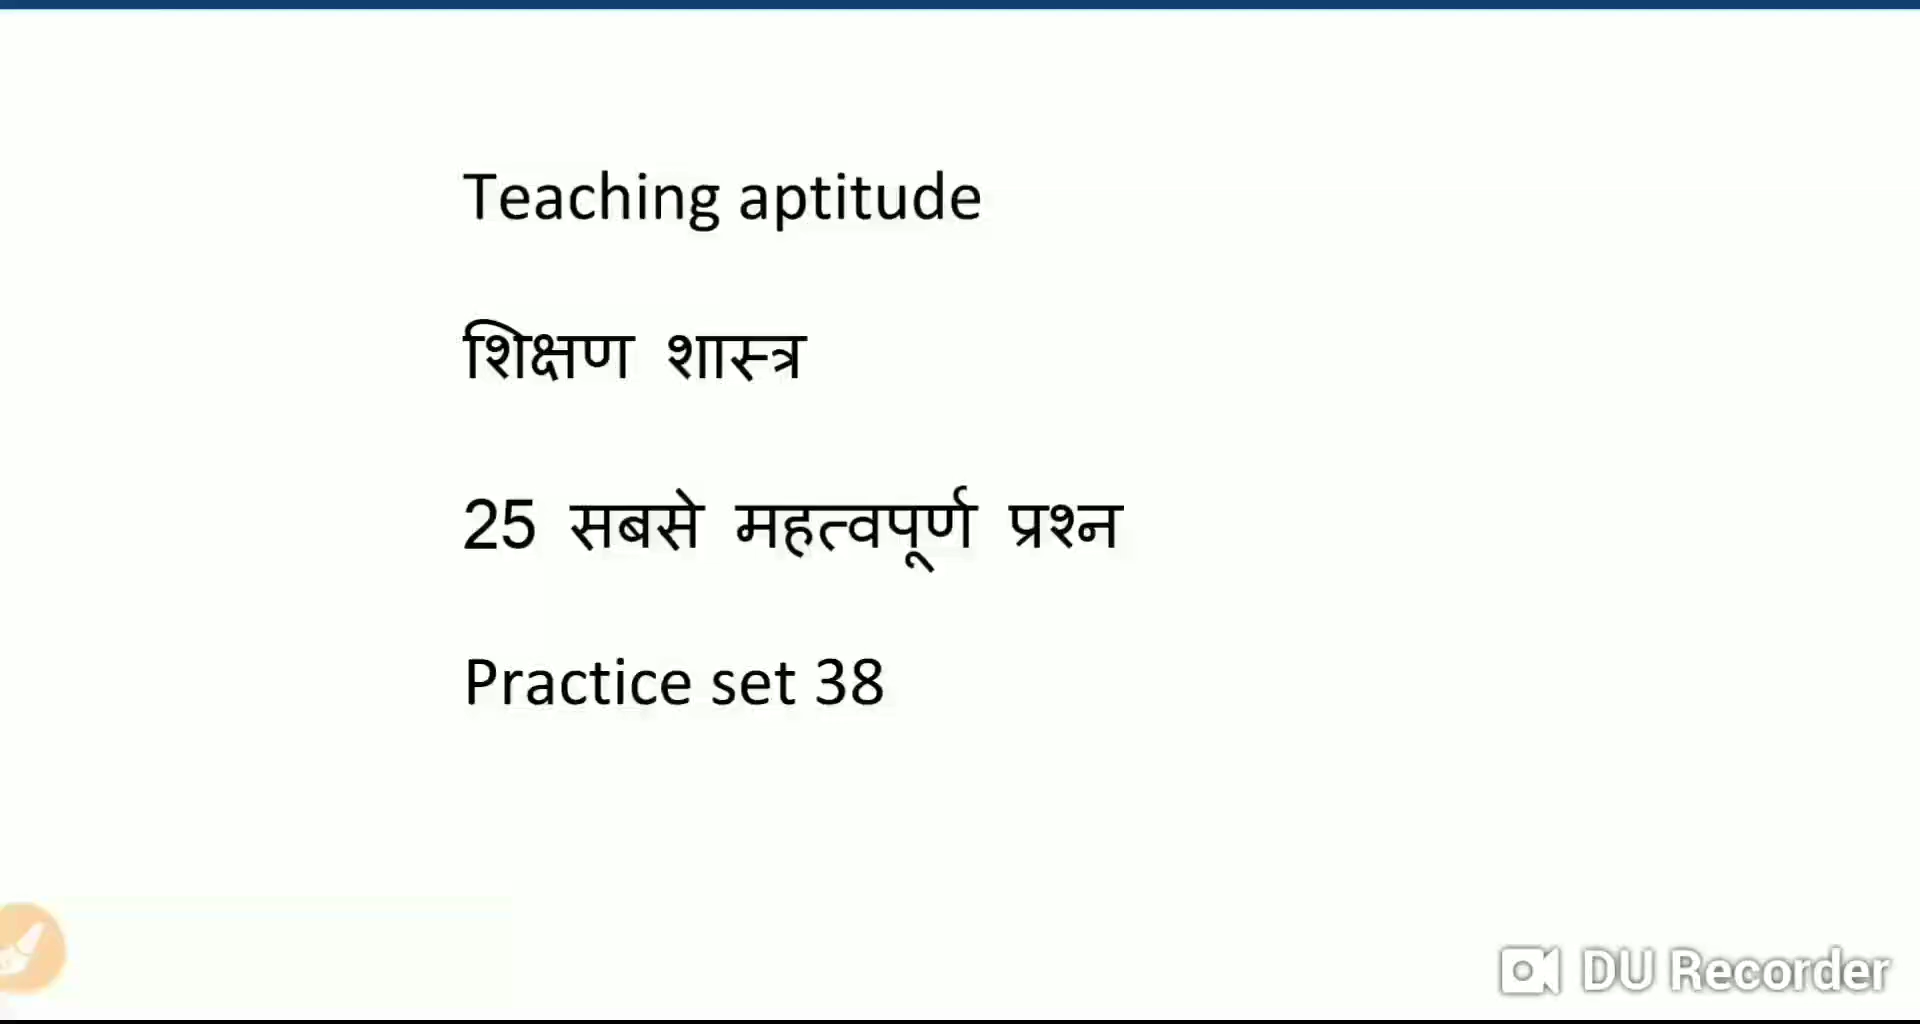 Teaching aptitude
शिक्षण शास्त्र
25 सबसे महत्वपूर्ण प्रश्न
Practice set 38
DU Recorder